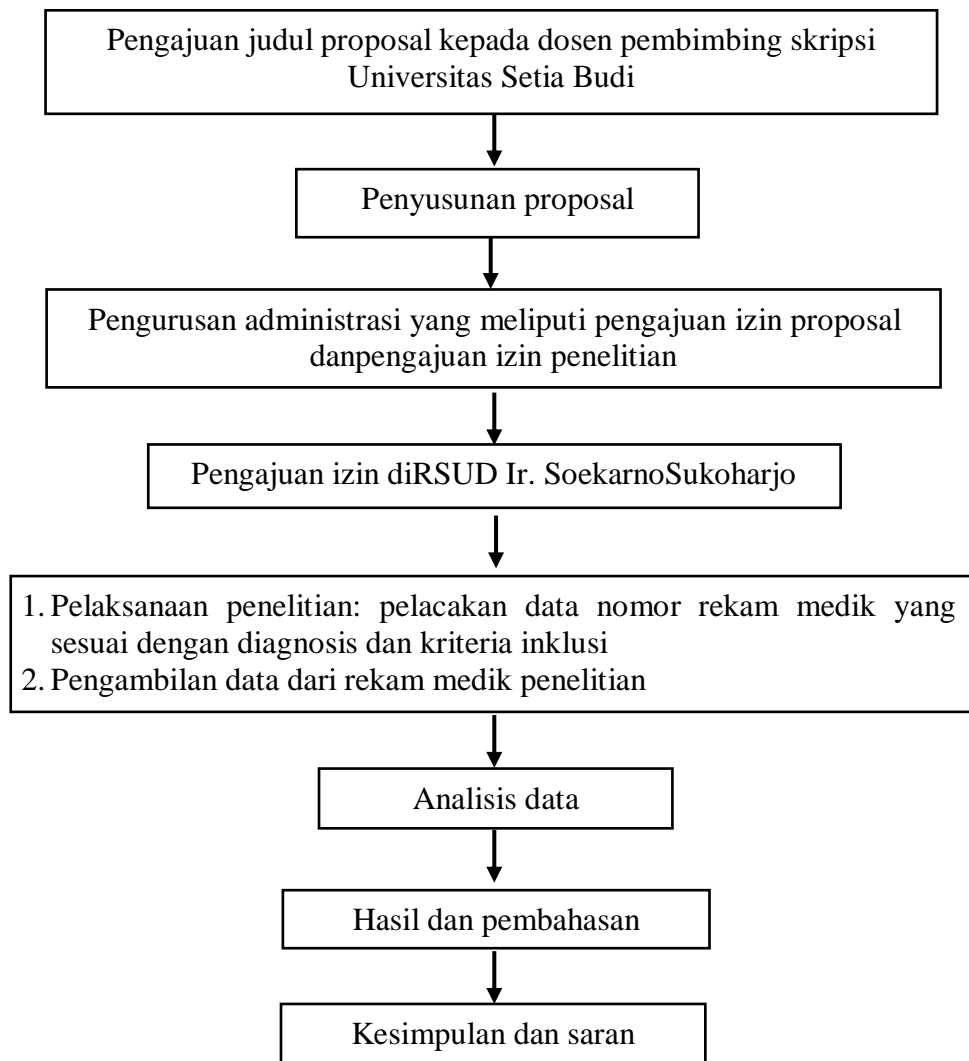 Pengajuan judul proposal kepada dosen pembimbing skripsi
Universitas Setia Budi
Penyusunan proposal
Pengurusan administrasi yang meliputi pengajuan izin proposal
danpengajuan izin penelitian
Pengajuan izin diRSUD Ir. SoekarnoSukoharjo
1. Pelaksanaan penelitian: pelacakan data nomor rekam medik yang
sesuai dengan diagnosis dan kriteria inklusi
2. Pengambilan data dari rekam medik penelitian
Analisis data
Hasil dan pembahasan
Kesimpulan dan saran